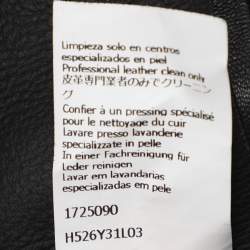 Limpieza solo en centros
especializados en piel
Professional leather clean only
皮革専門業者のみでクリーニン
グ
Confier à un pressing spécialisé
pour le nettoyage du cuir
Lavare presso lavanderie
specializzate in pelle
In einer Fachreinigung für
Leder reinigen
Lavar em lavandarias
especializadas em pele
1725090
H526Y31L03